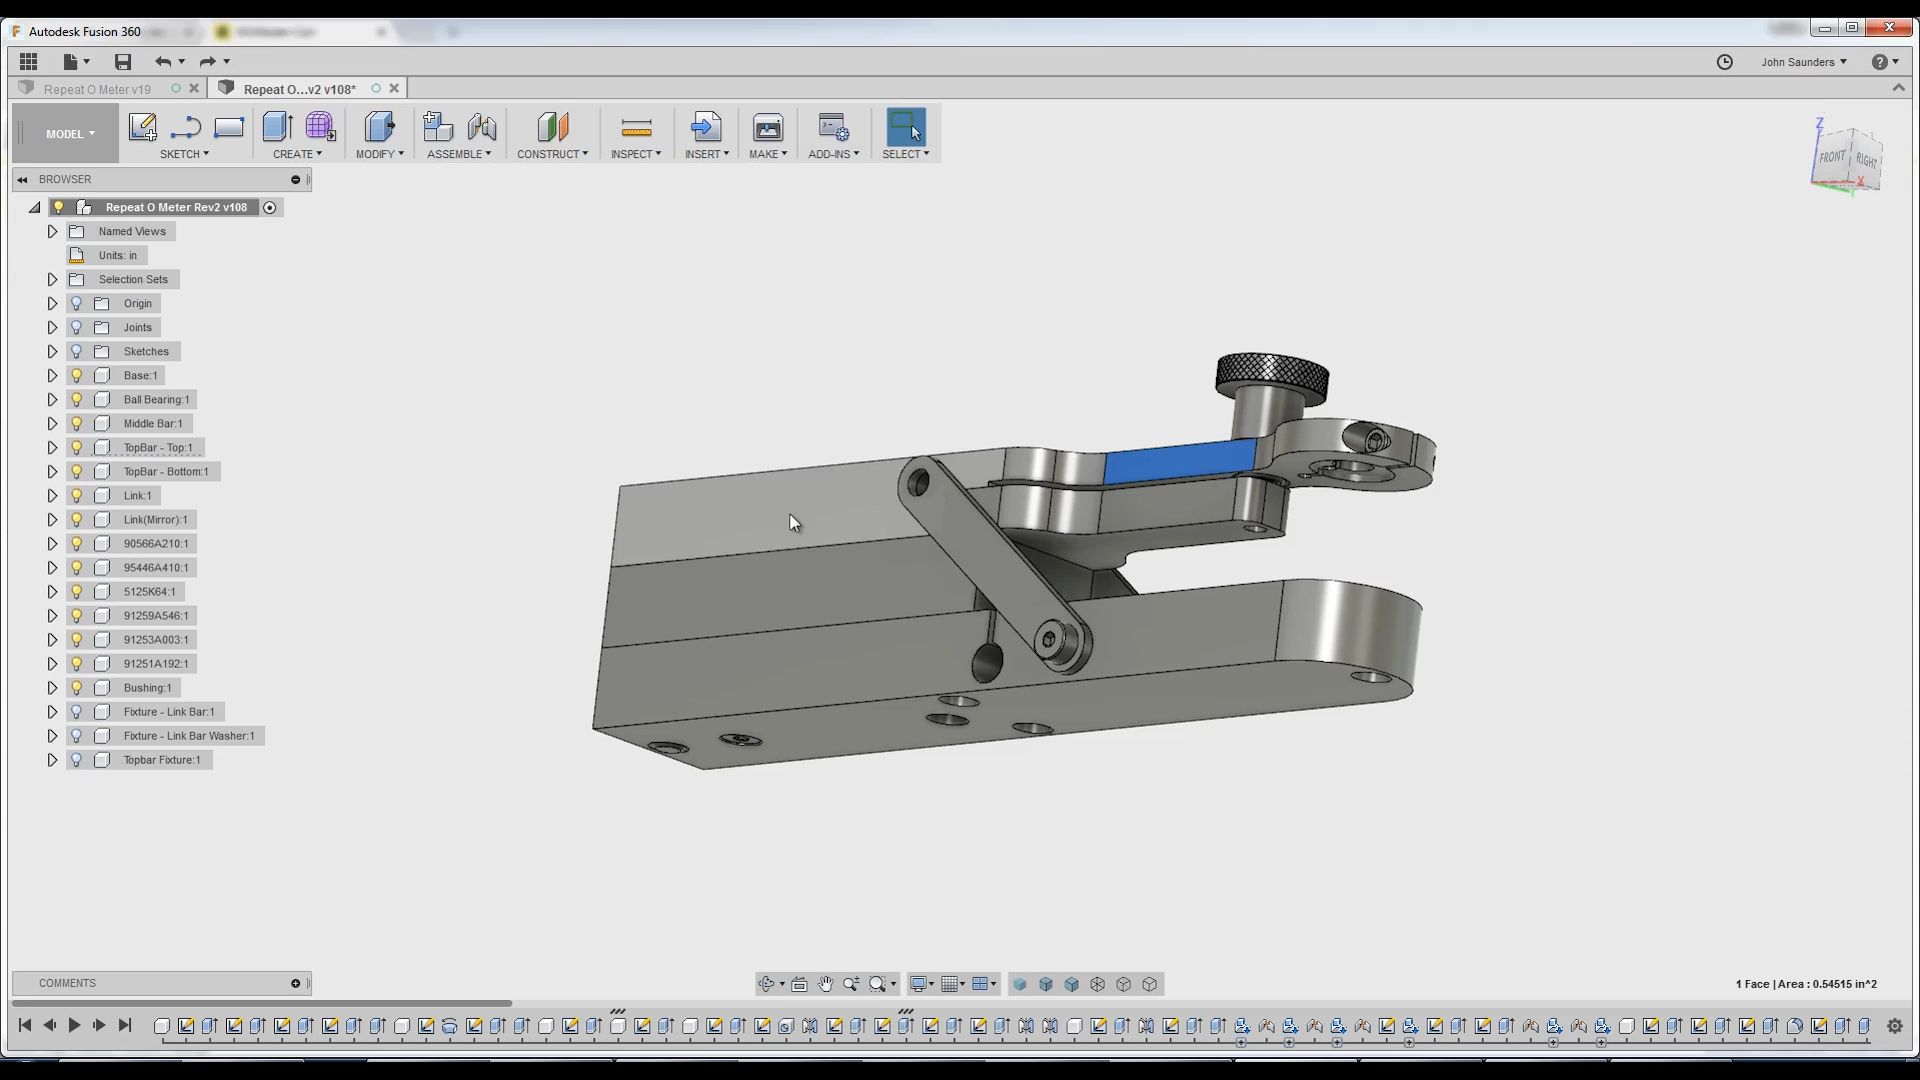 Autodesk Fusion 360
John Saunders
Repeat O Meter v19
Repeat O...v2 v108*
MODEL
SKETCH
CREATE
MODIFY
ASSEMBLE
CONSTRUCT
INSPECT
INSERT
MAKE
ADD-INS
SELECT
Z
FRONT
RIGHT
X
BROWSER
Repeat O Meter Rev2 v108
Named Views
Units: in
Selection Sets
Origin
Joints
Sketches
Base:1
Ball Bearing:1
Middle Bar:1
TopBar - Top:1
TopBar - Bottom:1
Link:1
Link(Mirror):1
90566A210:1
95446A410:1
5125K64:1
91259A546:1
91253A003:1
91251A192:1
Bushing:1
Fixture - Link Bar:1
Fixture - Link Bar Washer:1
Topbar Fixture:1
COMMENTS
1 Face | Area : 0.54515 in^2